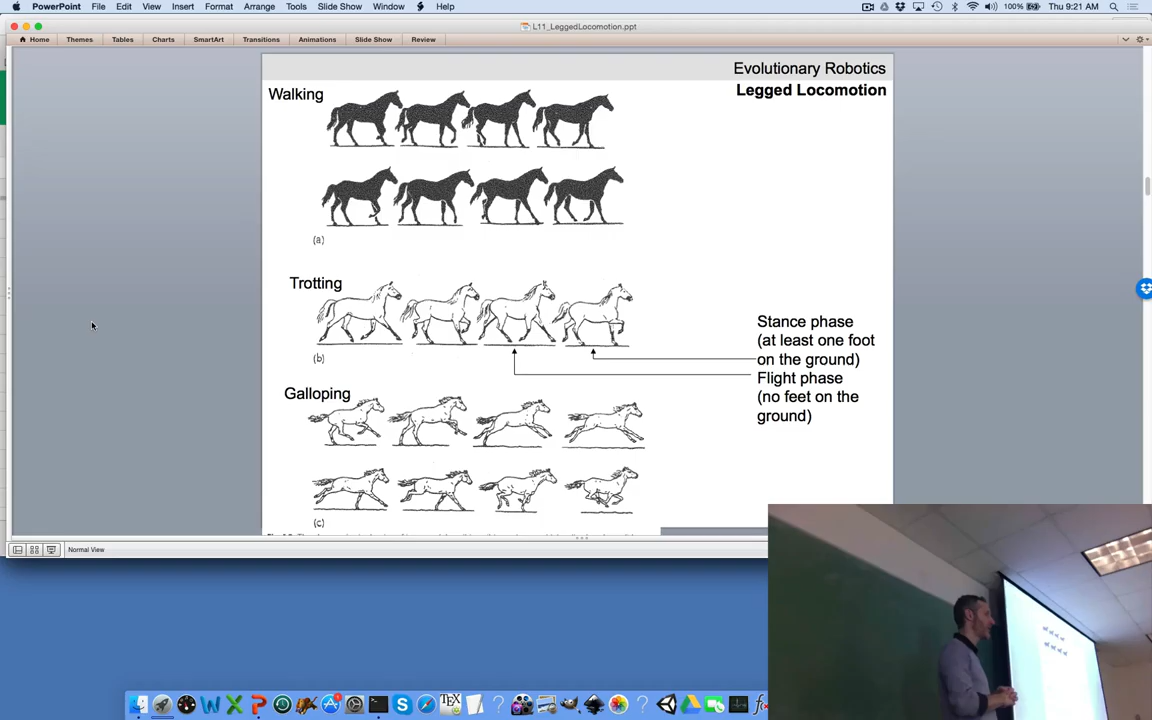 PowerPoint File Edit View Insert Format Arrange Tools Slide Show Window Help 100% Thu 9:21 AM
L11_LeggedLocomotion.ppt
Home Themes Tables Charts SmartArt Transitions Animations Slide Show Review
Evolutionary Robotics
Legged Locomotion
Walking
(a)
Trotting
(b)
Stance phase
(at least one foot
on the ground)
Flight phase
(no feet on the
ground)
Galloping
(c)
Normal View